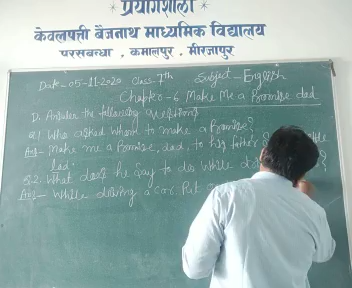 * प्रयोगशाला *
केवलपत्ती बैजनाथ माध्यमिक विद्यालय
परसबन्धा , कमालपुर , मीरजापुर
Date - 05-11-2020 Class 7th Subject - English
Chapter - 6 Make Me a Promise dad
D. Answer the following questions
Q.1 Who asked whom to make a Promise?
Ans - Make me a Promise, dad, to his father
dad.
Q.2. What does he say to do while
Ans - While driving a car. Put